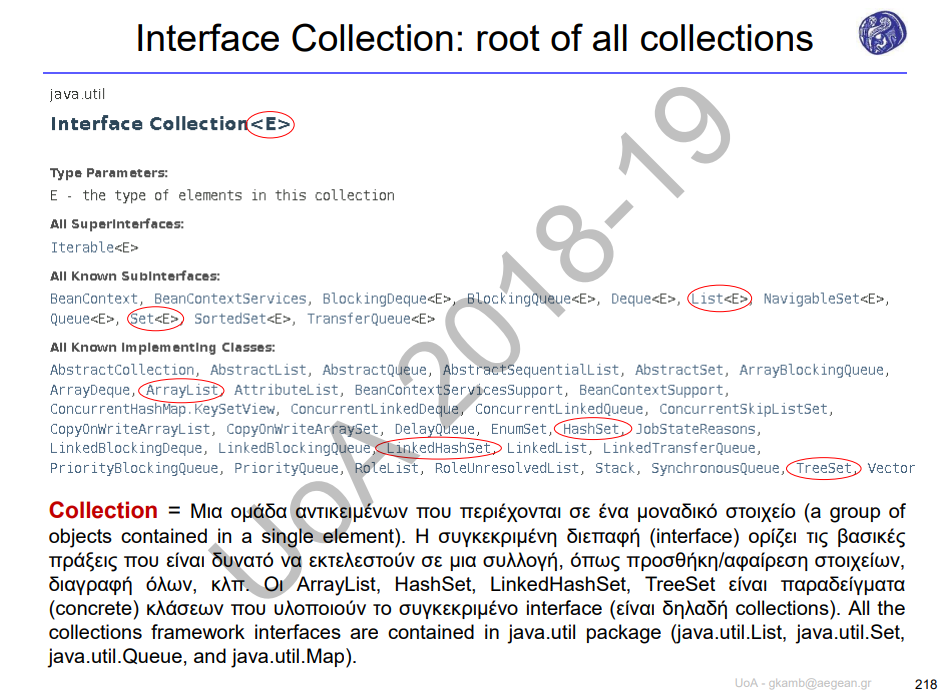 Interface Collection: root of all collections
java.util
Interface Collection<E>
Type Parameters:
E - the type of elements in this collection
All Superinterfaces:
Iterable<E>
All Known Subinterfaces:
BeanContext, BeanContextServices, BlockingDeque<E>, BlockingQueue<E>, Deque<E>, List<E>, NavigableSet<E>,
Queue<E>, Set<E>, SortedSet<E>, TransferQueue<E>
All Known Implementing Classes:
AbstractCollection, AbstractList, AbstractQueue, AbstractSequentialList, AbstractSet, ArrayBlockingQueue,
ArrayDeque, ArrayList, AttributeList, BeanContextServicesSupport, BeanContextSupport,
ConcurrentHashMap.KeySetView, ConcurrentLinkedDeque, ConcurrentLinkedQueue, ConcurrentSkipListSet,
CopyOnWriteArrayList, CopyOnWriteArraySet, DelayQueue, EnumSet, HashSet, JobStateReasons,
LinkedBlockingDeque, LinkedBlockingQueue, LinkedHashSet, LinkedList, LinkedTransferQueue,
PriorityBlockingQueue, PriorityQueue, RoleList, RoleUnresolvedList, Stack, SynchronousQueue, TreeSet, Vector
Collection = Μια ομάδα αντικειμένων που περιέχονται σε ένα μοναδικό στοιχείο (a group of
objects contained in a single element). Η συγκεκριμένη διεπαφή (interface) ορίζει τις βασικές
πράξεις που είναι δυνατό να εκτελεστούν σε μια συλλογή, όπως προσθήκη/αφαίρεση στοιχείων,
διαγραφή όλων, κλπ. Οι ArrayList, HashSet, LinkedHashSet, TreeSet είναι παραδείγματα
(concrete) κλάσεων που υλοποιούν το συγκεκριμένο interface (είναι δηλαδή collections). All the
collections framework interfaces are contained in java.util package (java.util.List, java.util.Set,
java.util.Queue, and java.util.Map).
UoA 2018-19
UoA - gkamb@aegean.gr
218